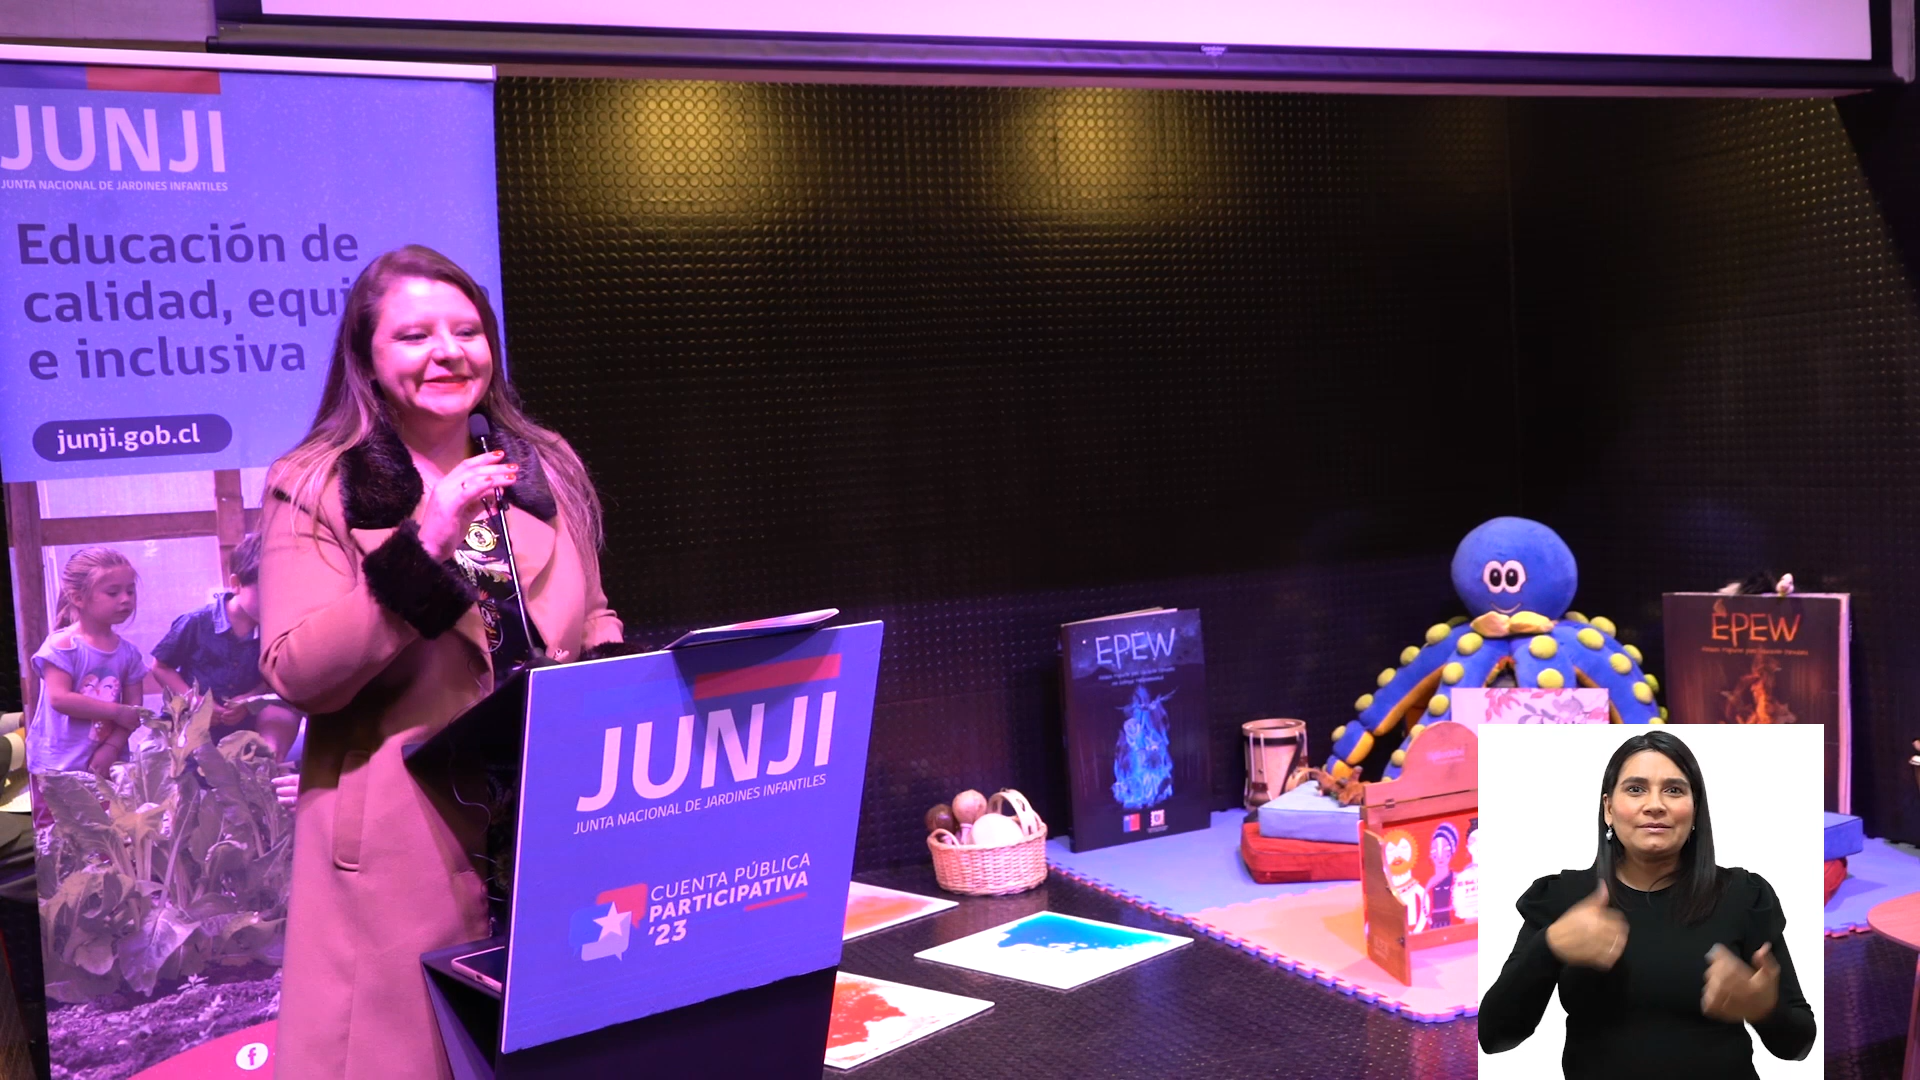 JUNJI
JUNTA NACIONAL DE JARDINES INFANTILES
Educación de
calidad, equi
e inclusiva
junji.gob.cl
f
JUNJI
JUNTA NACIONAL DE JARDINES INFANTILES
CUENTA PÚBLICA
PARTICIPATIVA
'23
EPEW
EPEW